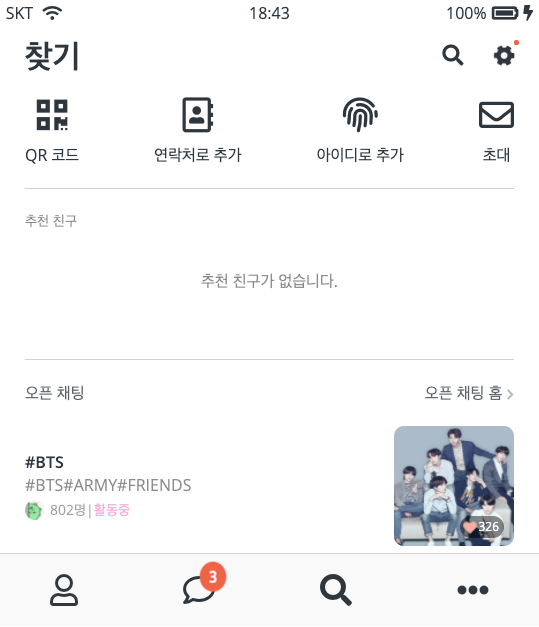 SKT 18:43 100%
찾기
QR 코드 연락처로 추가 아이디로 추가 초대
추천 친구
추천 친구가 없습니다.
오픈 채팅 오픈 채팅 홈
#BTS
#BTS#ARMY#FRIENDS
802명|활동중
326
3